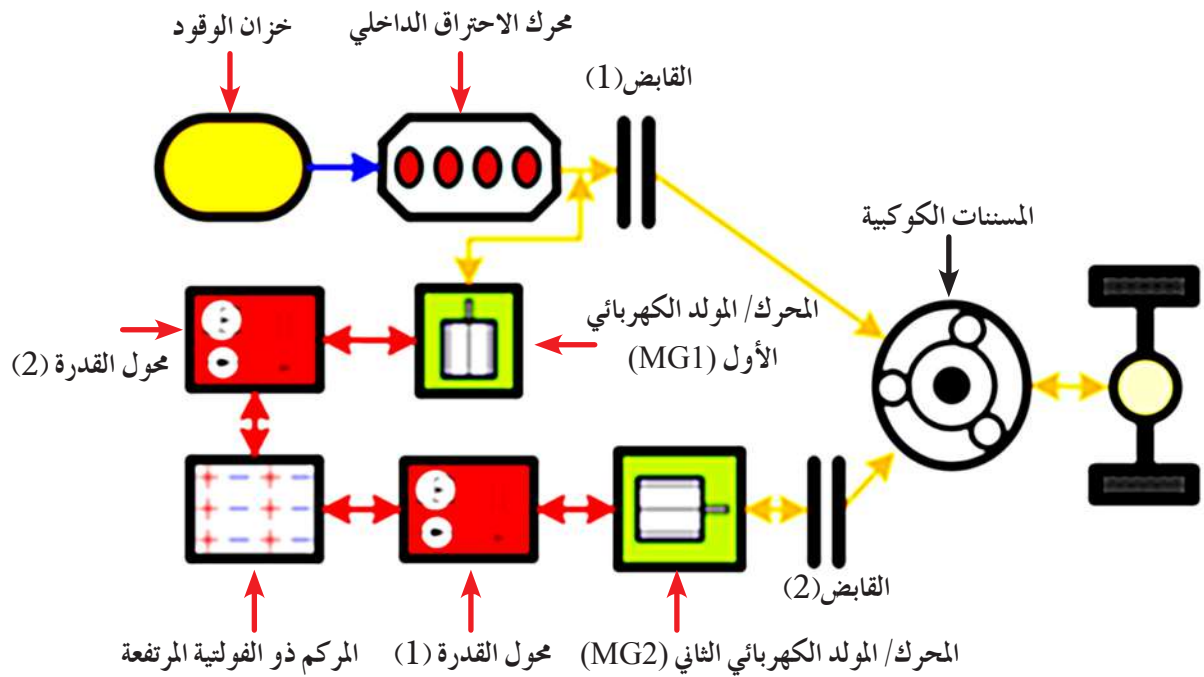 خزان الوقود
محرك الاحتراق الداخلي
القابض(1)
المسننات الكوكبية
المحرك/ المولد الكهربائي
الأول (MG1)
محول القدرة (2)
القابض(2)
المركم ذو الفولتية المرتفعة
محول القدرة (1)
المحرك/ المولد الكهربائي الثاني (MG2)